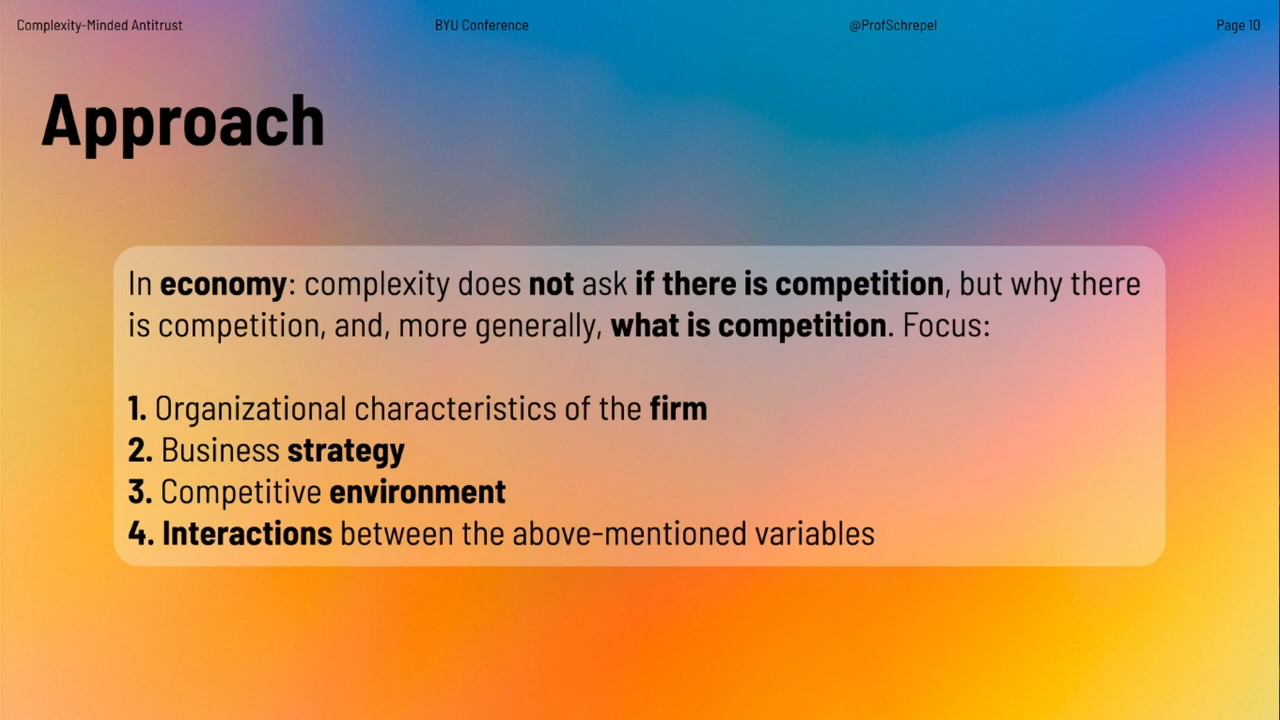 Complexity-Minded Antitrust
BYU Conference
@ProfSchrepel
Page 10
Approach
In economy: complexity does not ask if there is competition, but why there
is competition, and, more generally, what is competition. Focus:
1. Organizational characteristics of the firm
2. Business strategy
3. Competitive environment
4. Interactions between the above-mentioned variables